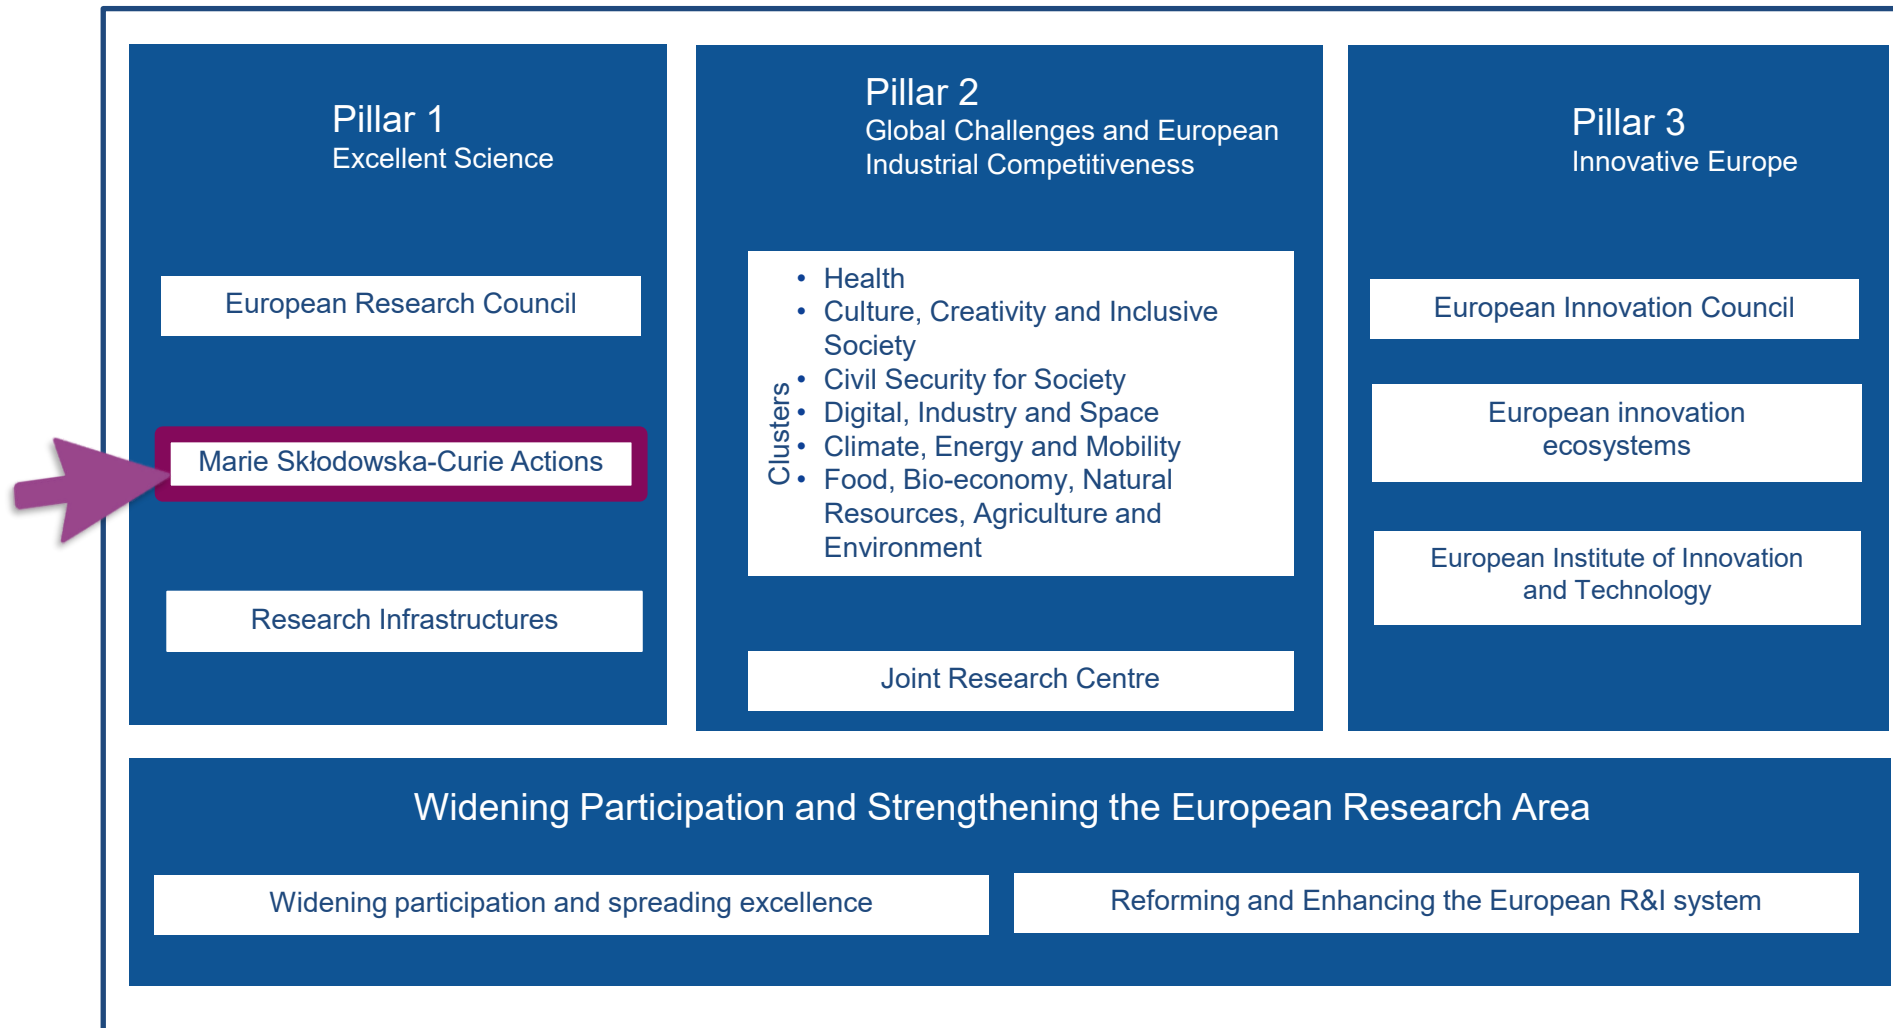 Pillar 1
Excellent Science
European Research Council
Marie Skłodowska-Curie Actions
Research Infrastructures
Pillar 2
Global Challenges and European
Industrial Competitiveness
Clusters
• Health
• Culture, Creativity and Inclusive
Society
• Civil Security for Society
• Digital, Industry and Space
• Climate, Energy and Mobility
• Food, Bio-economy, Natural
Resources, Agriculture and
Environment
Joint Research Centre
Pillar 3
Innovative Europe
European Innovation Council
European innovation
ecosystems
European Institute of Innovation
and Technology
Widening Participation and Strengthening the European Research Area
Widening participation and spreading excellence
Reforming and Enhancing the European R&I system